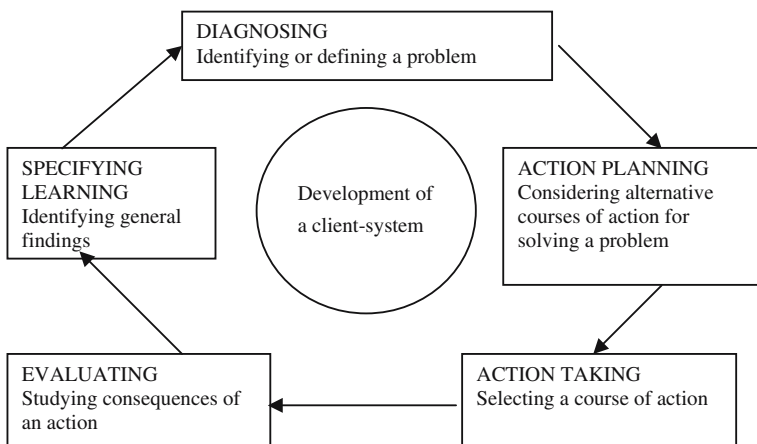 DIAGNOSING
Identifying or defining a problem
SPECIFYING
LEARNING
Identifying general
findings
Development of
a client-system
ACTION PLANNING
Considering alternative
courses of action for
solving a problem
EVALUATING
Studying consequences of
an action
ACTION TAKING
Selecting a course of action